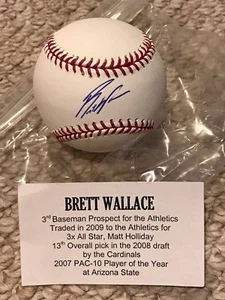 BRETT WALLACE
3rd Baseman Prospect for the Athletics
Traded in 2009 to the Athletics for
3x All Star, Matt Holliday
13th Overall pick in the 2008 draft
by the Cardinals
2007 PAC-10 Player of the Year
at Arizona State